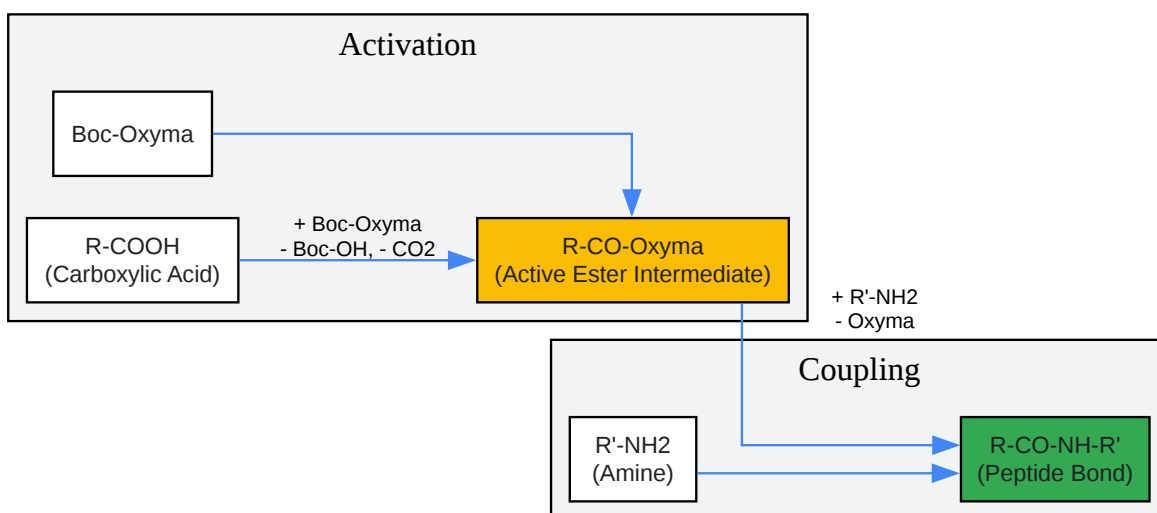 Activation
Boc-Oxyma
R-COOH
(Carboxylic Acid)
+ Boc-Oxyma
- Boc-OH, - CO2
R-CO-Oxyma
(Active Ester Intermediate)
+ R'-NH2
- Oxyma
Coupling
R'-NH2
(Amine)
R-CO-NH-R'
(Peptide Bond)